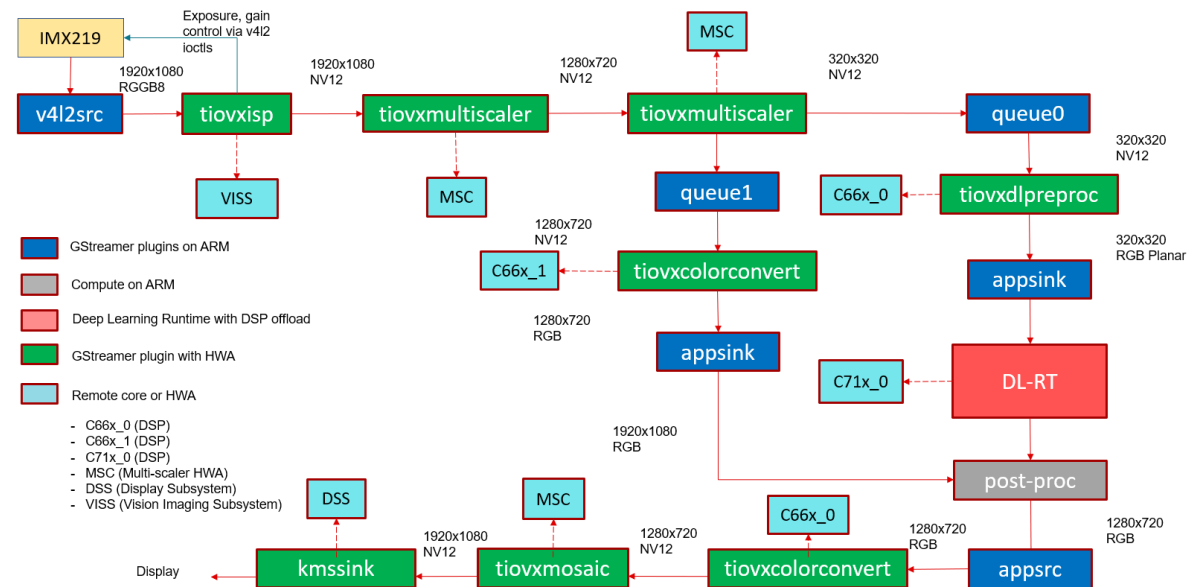 IMX219
Exposure, gain
control via v4l2
ioctls
MSC
1920x1080
RGGB8
1920x1080
NV12
1280x720
NV12
320x320
NV12
v4l2src
tiovxisp
tiovxmultiscaler
tiovxmultiscaler
queue0
320x320
NV12
VISS
MSC
queue1
C66x_0
tiovxdlpreproc
1280x720
NV12
320x320
RGB Planar
GStreamer plugins on ARM
C66x_1
tiovxcolorconvert
appsink
Compute on ARM
1280x720
RGB
Deep Learning Runtime with DSP offload
appsink
GStreamer plugin with HWA
C71x_0
DL-RT
Remote core or HWA
- C66x_0 (DSP)
- C66x_1 (DSP)
- C71x_0 (DSP)
- MSC (Multi-scaler HWA)
- DSS (Display Subsystem)
- VISS (Vision Imaging Subsystem)
1920x1080
RGB
post-proc
DSS
MSC
C66x_0
1920x1080
NV12
1280x720
NV12
1280x720
RGB
1280x720
RGB
Display
kmssink
tiovxmosaic
tiovxcolorconvert
appsrc